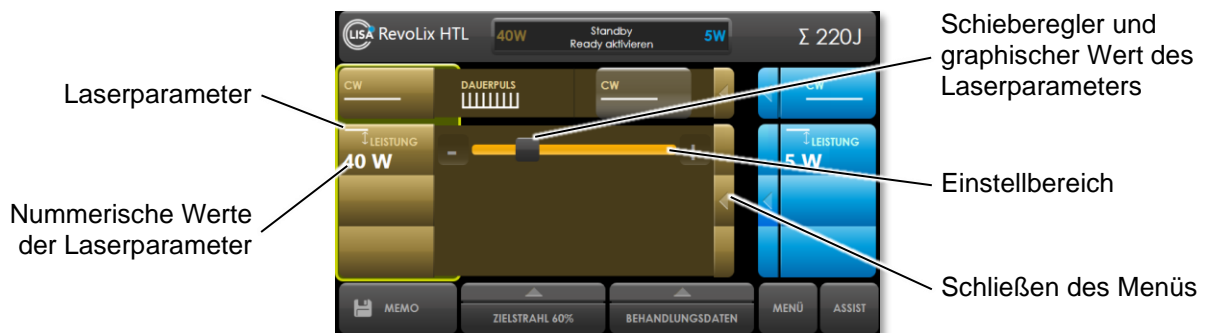 Laserparameter
Nummerische Werte
der Laserparameter
LISA RevoLix HTL
40W
Standby
Ready aktivieren
5W
Σ 220J
CW
DAUERPULS
CW
CW
LEISTUNG
40 W
-
+
LEISTUNG
5 W
MEMO
ZIELSTRAHL 60%
BEHANDLUNGSDATEN
MENÜ
ASSIST
Schieberegler und
graphischer Wert des
Laserparameters
Einstellbereich
Schließen des Menüs